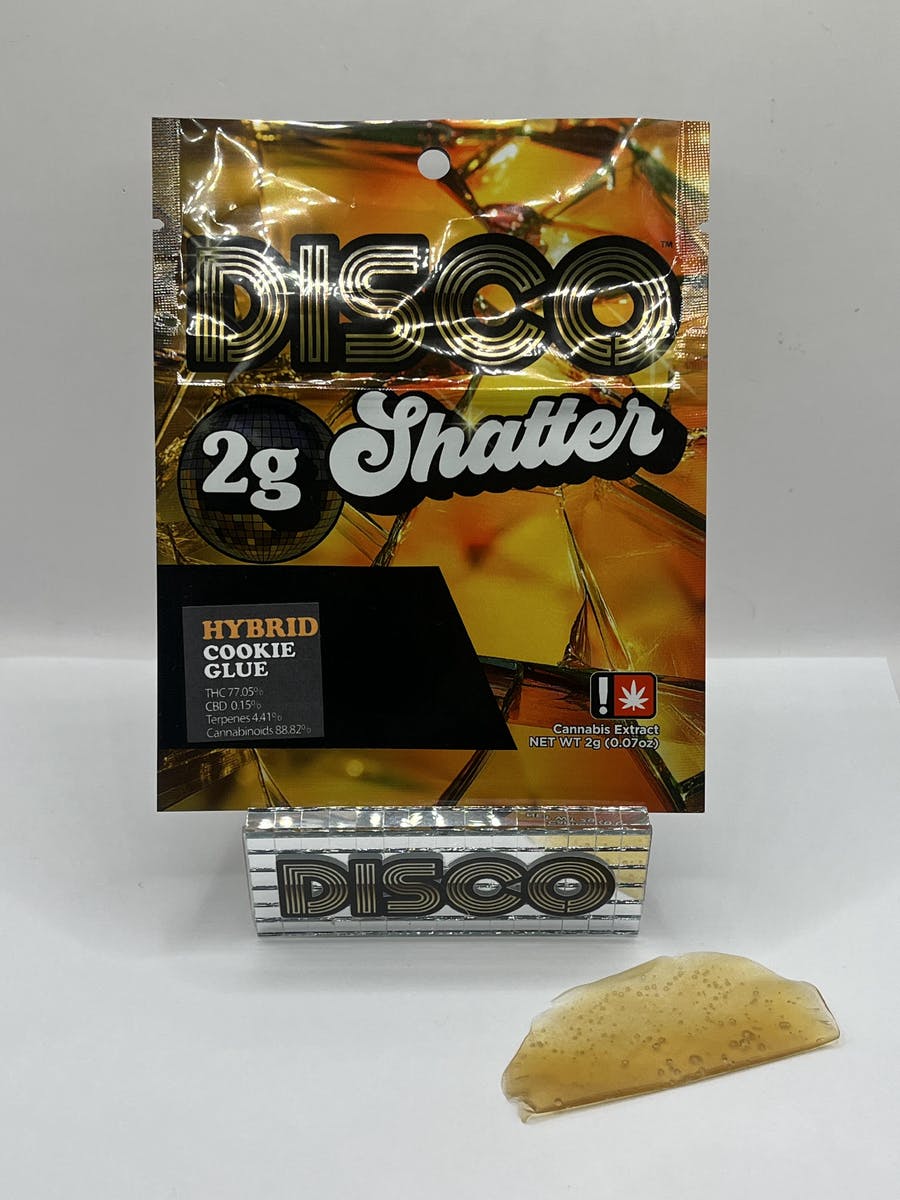 DISCO™
2g Shatter
HYBRID
COOKIE
GLUE
THC 77.05%
CBD 0.15%
Terpenes 4.41%
Cannabinoids 88.82%
!
Cannabis Extract
NET WT 2g (0.07oz)
DISCO